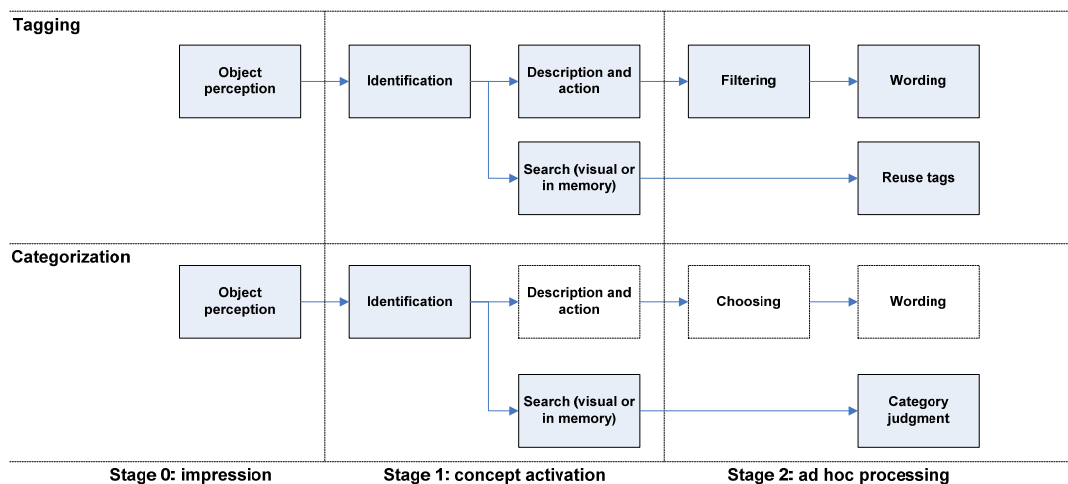 Tagging
Object
perception
Identification
Description and
action
Filtering
Wording
Search (visual or
in memory)
Reuse tags
Categorization
Object
perception
Identification
Description and
action
Choosing
Wording
Search (visual or
in memory)
Category
judgment
Stage 0: impression
Stage 1: concept activation
Stage 2: ad hoc processing